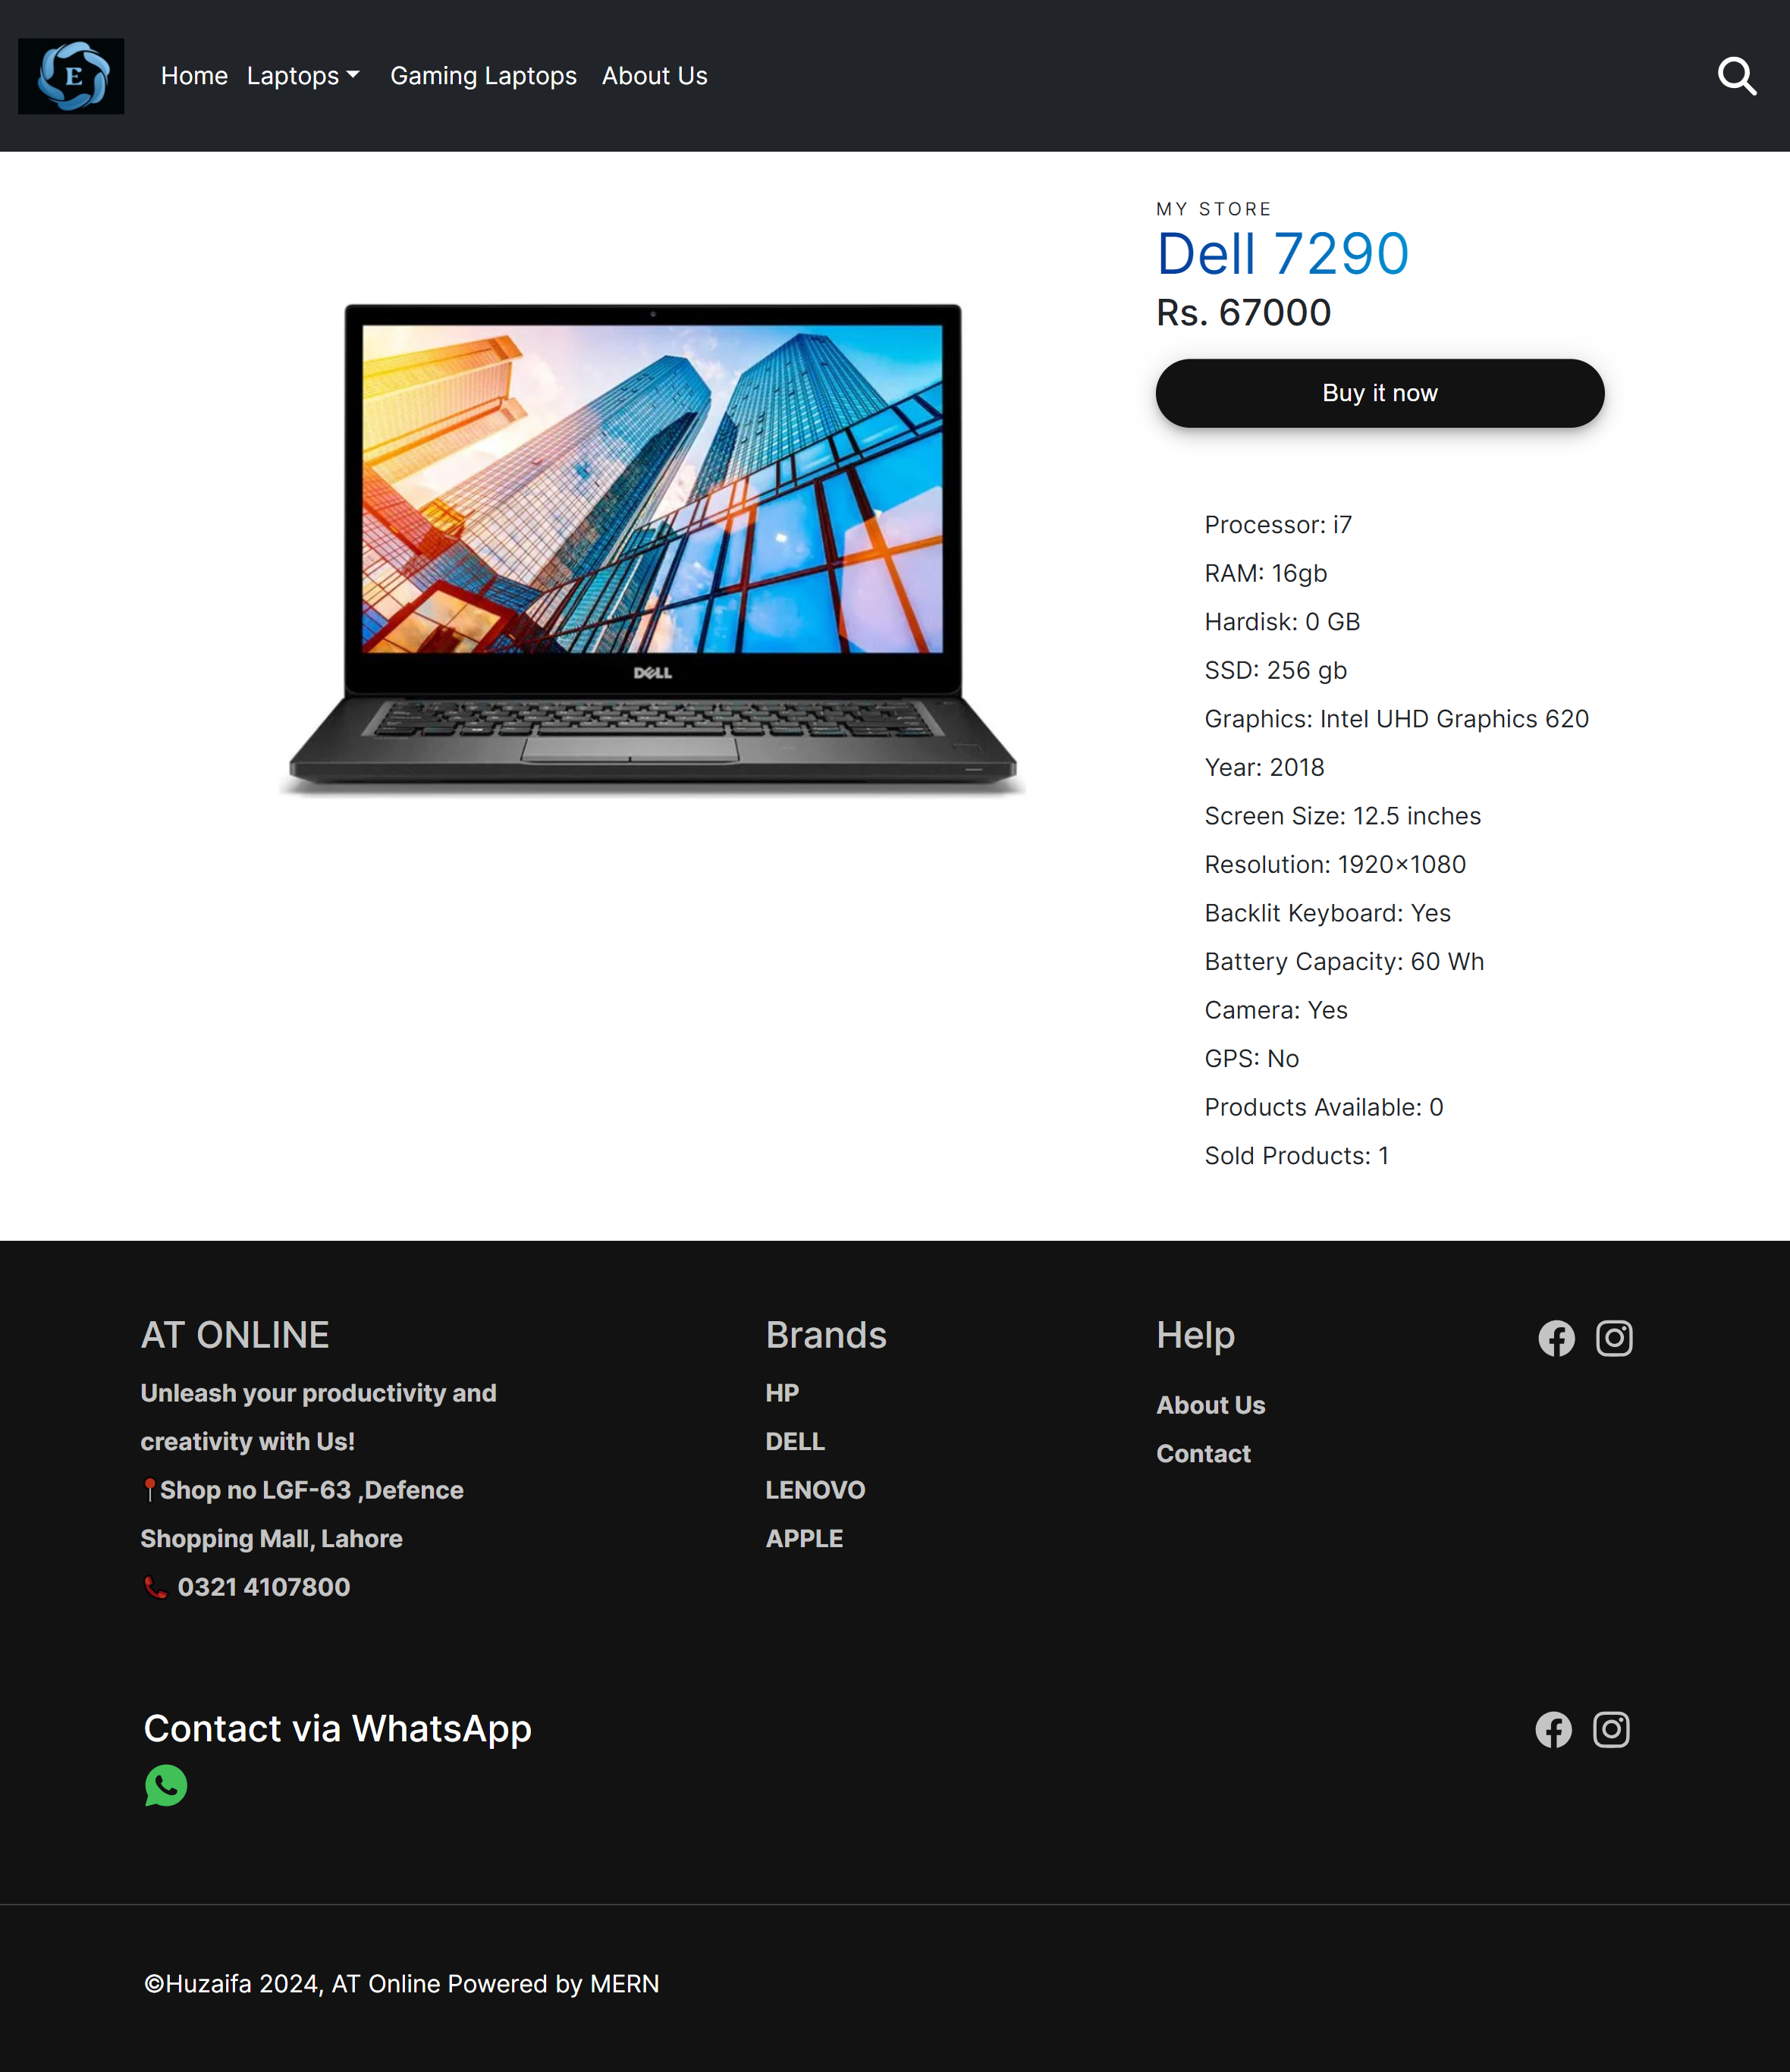 E
Home Laptops Gaming Laptops About Us
MY STORE
Dell 7290
Rs. 67000
Buy it now
DELL
Processor: i7
RAM: 16gb
Hardisk: 0 GB
SSD: 256 gb
Graphics: Intel UHD Graphics 620
Year: 2018
Screen Size: 12.5 inches
Resolution: 1920×1080
Backlit Keyboard: Yes
Battery Capacity: 60 Wh
Camera: Yes
GPS: No
Products Available: 0
Sold Products: 1
AT ONLINE
Unleash your productivity and
creativity with Us!
📍Shop no LGF-63 ,Defence
Shopping Mall, Lahore
📞 0321 4107800
Brands
HP
DELL
LENOVO
APPLE
Help
About Us
Contact
Contact via WhatsApp
©Huzaifa 2024, AT Online Powered by MERN